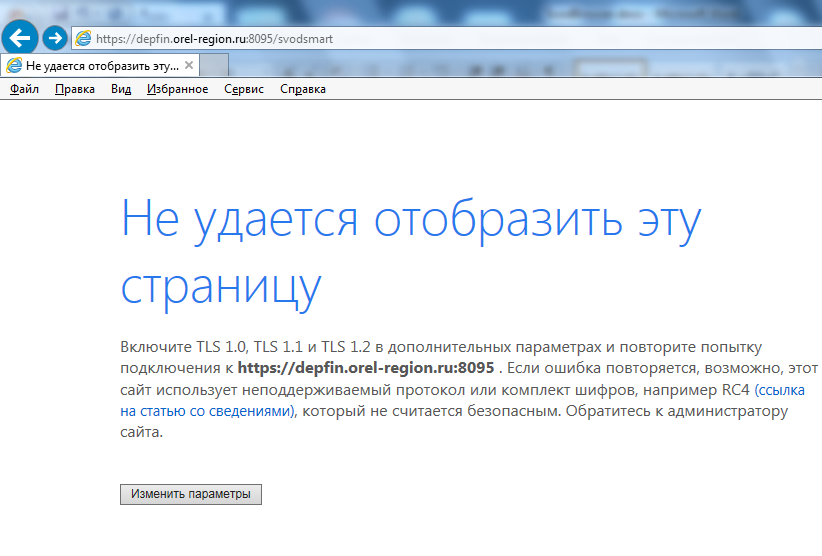 https://depfin.orel-region.ru:8095/svodsmart
Не удается отобразить эту...
Файл Правка Вид Избранное Сервис Справка
Не удается отобразить эту
страницу
Включите TLS 1.0, TLS 1.1 и TLS 1.2 в дополнительных параметрах и повторите попытку
подключения к https://depfin.orel-region.ru:8095 . Если ошибка повторяется, возможно, этот
сайт использует неподдерживаемый протокол или комплект шифров, например RC4 (ссылка
на статью со сведениями), который не считается безопасным. Обратитесь к администратору
сайта.
Изменить параметры